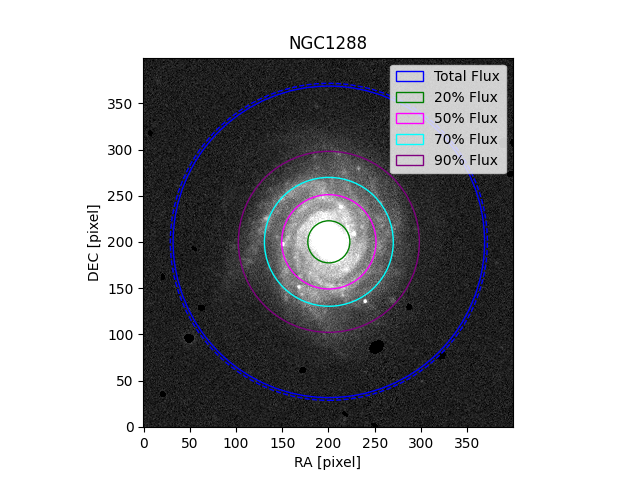 NGC1288
Total Flux
20% Flux
50% Flux
70% Flux
90% Flux
DEC [pixel]
350
300
250
200
150
100
50
0
0 50 100 150 200 250 300 350
RA [pixel]